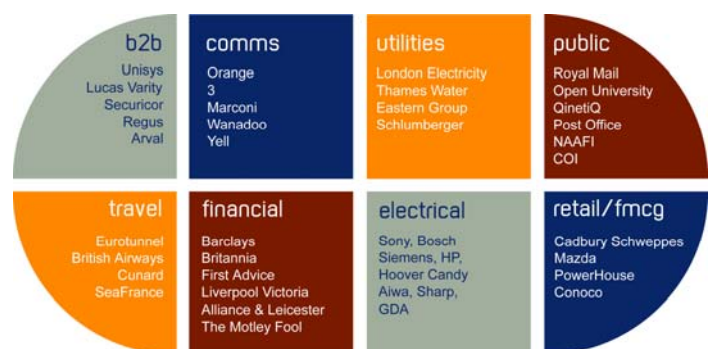 b2b
Unisys
Lucas Varity
Securicor
Regus
Arval
comms
Orange
3
Marconi
Wanadoo
Yell
utilities
London Electricity
Thames Water
Eastern Group
Schlumberger
public
Royal Mail
Open University
QinetiQ
Post Office
NAAFI
COI
travel
Eurotunnel
British Airways
Cunard
SeaFrance
financial
Barclays
Britannia
First Advice
Liverpool Victoria
Alliance & Leicester
The Motley Fool
electrical
Sony, Bosch
Siemens, HP,
Hoover Candy
Aiwa, Sharp,
GDA
retail/fmcg
Cadbury Schweppes
Mazda
PowerHouse
Conoco